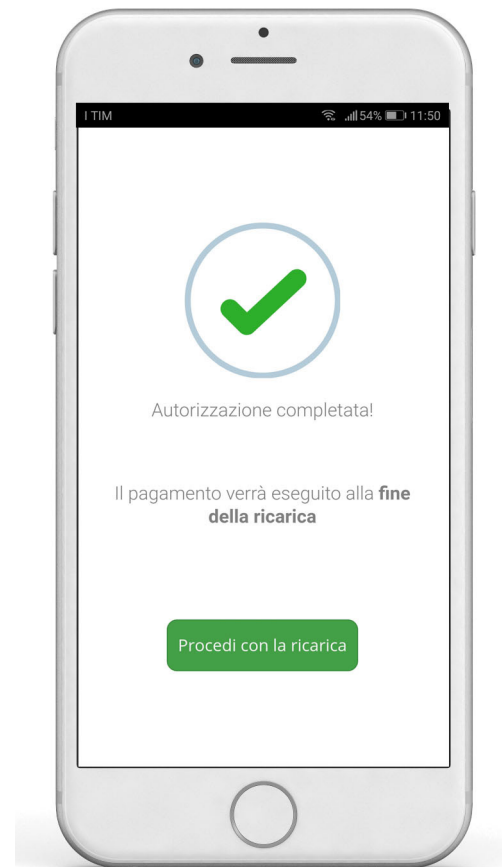 I TIM 54% 11:50
Autorizzazione completata!
Il pagamento verrà eseguito alla fine
della ricarica
Procedi con la ricarica